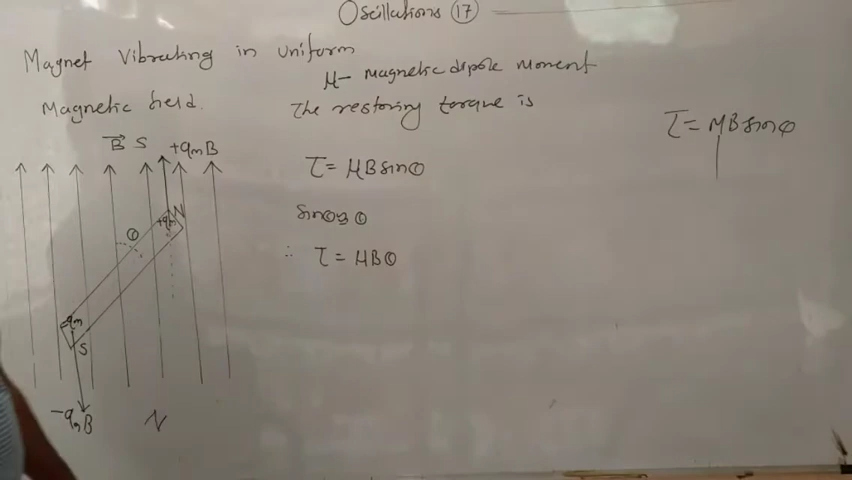 Oscillations 17
Magnet Vibrating in uniform
Magnetic field.
μ- magnetic dipole moment
The restoring torque is
τ = μBsinθ
B⃗ S +qmB
τ = μBsinθ
sinθ≈θ
∴ τ = μBθ
θ
+qm N
-qm
S
-qmB
N